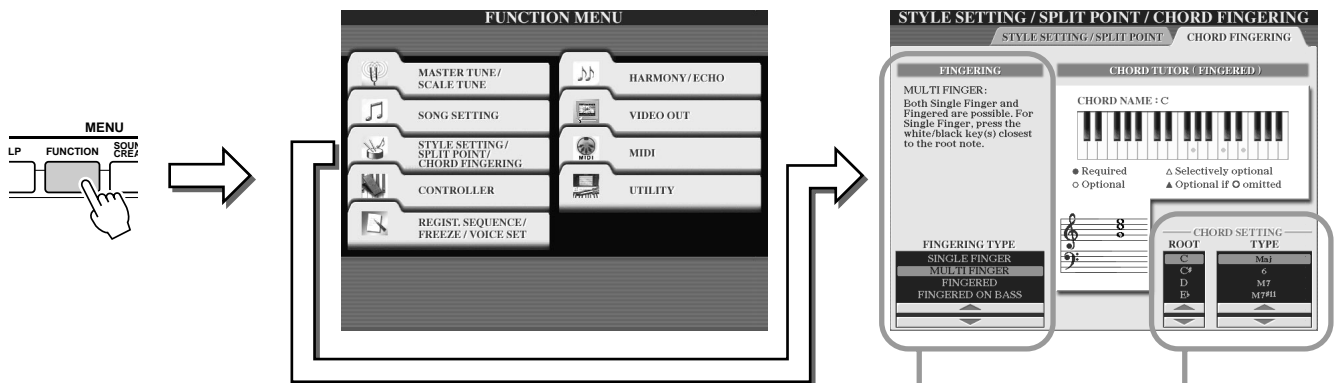 MENU
LP
FUNCTION
SOUN
CREA
FUNCTION MENU
MASTER TUNE /
SCALE TUNE
SONG SETTING
STYLE SETTING /
SPLIT POINT /
CHORD FINGERING
CONTROLLER
REGIST. SEQUENCE /
FREEZE / VOICE SET
HARMONY / ECHO
VIDEO OUT
MIDI
MIDI
UTILITY
STYLE SETTING / SPLIT POINT / CHORD FINGERING
STYLE SETTING / SPLIT POINT
CHORD FINGERING
FINGERING
MULTI FINGER:
Both Single Finger and
Fingered are possible. For
Single Finger, press the
white/black key(s) closest
to the root note.
FINGERING TYPE
SINGLE FINGER
MULTI FINGER
FINGERED
FINGERED ON BASS
CHORD TUTOR ( FINGERED )
CHORD NAME : C
● Required
△ Selectively optional
○ Optional
▲ Optional if O omitted
CHORD SETTING
ROOT
TYPE
C
Maj
C#
6
D
M7
E♭
M7#11